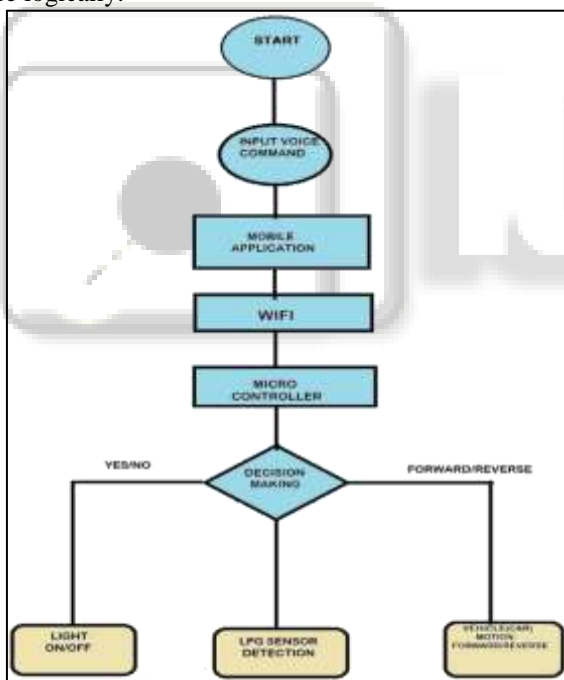 e logically.
START
INPUT VOICE
COMMAND
MOBILE
APPLICATION
WIFI
MICRO
CONTROLLER
DECISION
MAKING
YES/NO
FORWARD/REVERSE
LIGHT
ON/OFF
LPG SENSOR
DETECTION
VEHICLE(CAR)
MOTION
FORWARD/REVERSE